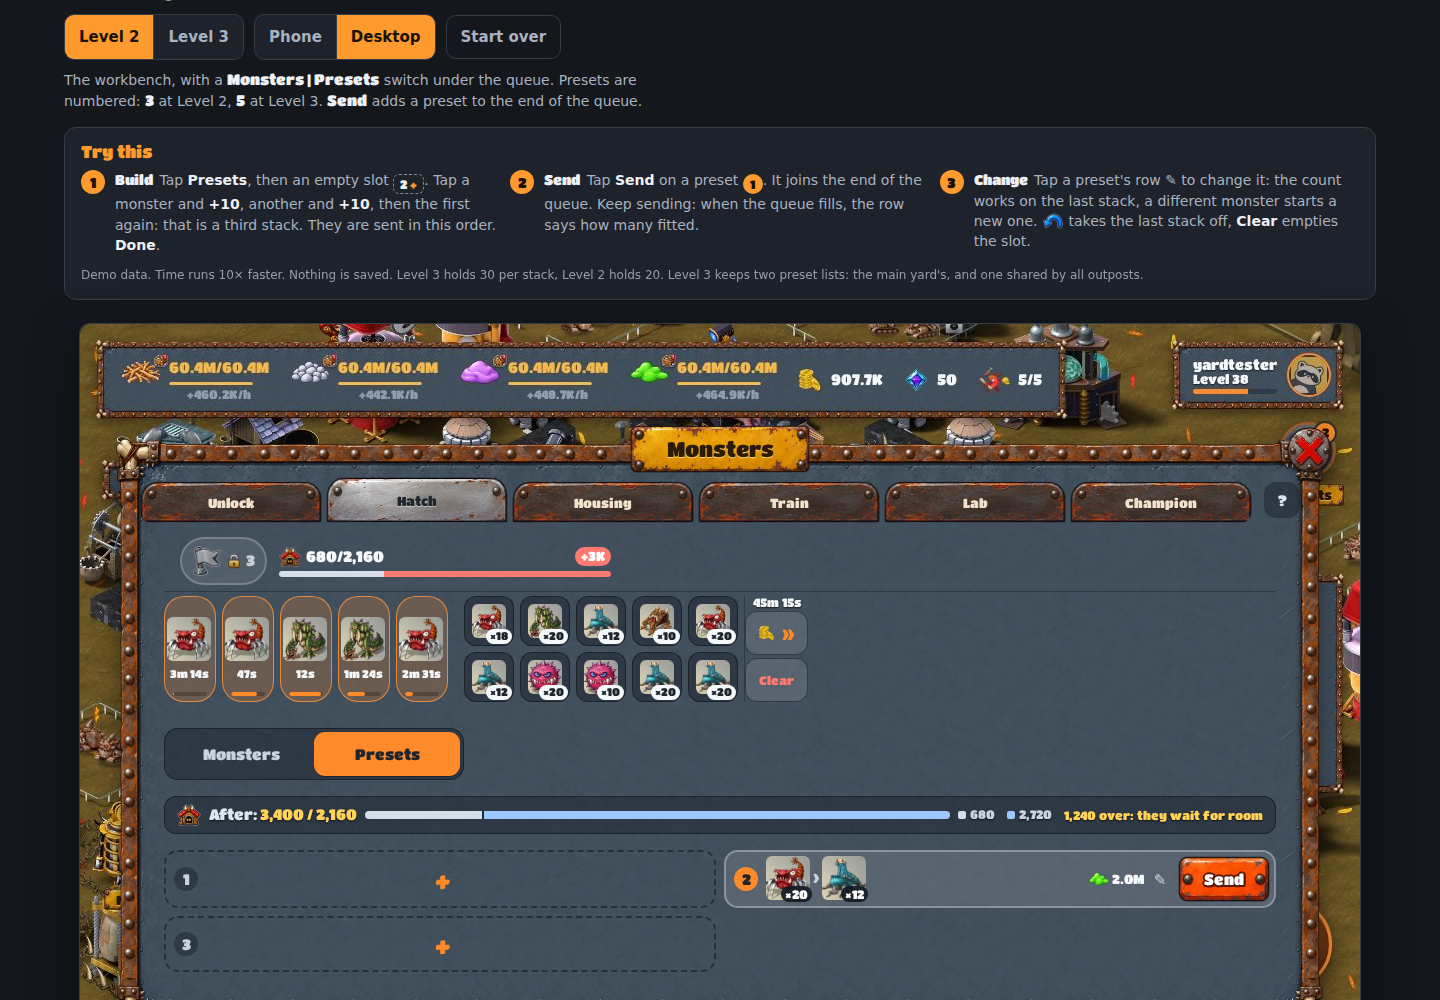 Level 2 Level 3 Phone Desktop Start over
The workbench, with a Monsters | Presets switch under the queue. Presets are
numbered: 3 at Level 2, 5 at Level 3. Send adds a preset to the end of the queue.
Try this
1 Build Tap Presets, then an empty slot 2 +. Tap a
monster and +10, another and +10, then the first
again: that is a third stack. They are sent in this order.
Done.
2 Send Tap Send on a preset 1. It joins the end of the
queue. Keep sending: when the queue fills, the row
says how many fitted.
3 Change Tap a preset's row ✎ to change it: the count
works on the last stack, a different monster starts a
new one. takes the last stack off, Clear empties
the slot.
Demo data. Time runs 10× faster. Nothing is saved. Level 3 holds 30 per stack, Level 2 holds 20. Level 3 keeps two preset lists: the main yard's, and one shared by all outposts.
60.4M/60.4M 60.4M/60.4M 60.4M/60.4M 60.4M/60.4M 907.7K 50 5/5
+460.2K/h +442.1K/h +448.7K/h +464.9K/h
yardtester
Level 38
Monsters
Unlock Hatch Housing Train Lab Champion ?
3 680/2,160 +3K
3m 14s 47s 12s 1m 24s 2m 31s
×18 ×20 ×12 ×10 ×20
×12 ×20 ×10 ×20 ×20
45m 15s
»
Clear
Monsters Presets
After: 3,400 / 2,160 680 2,720 1,240 over: they wait for room
1 +
2 ×20 › ×12 2.0M ✎ Send
3 +